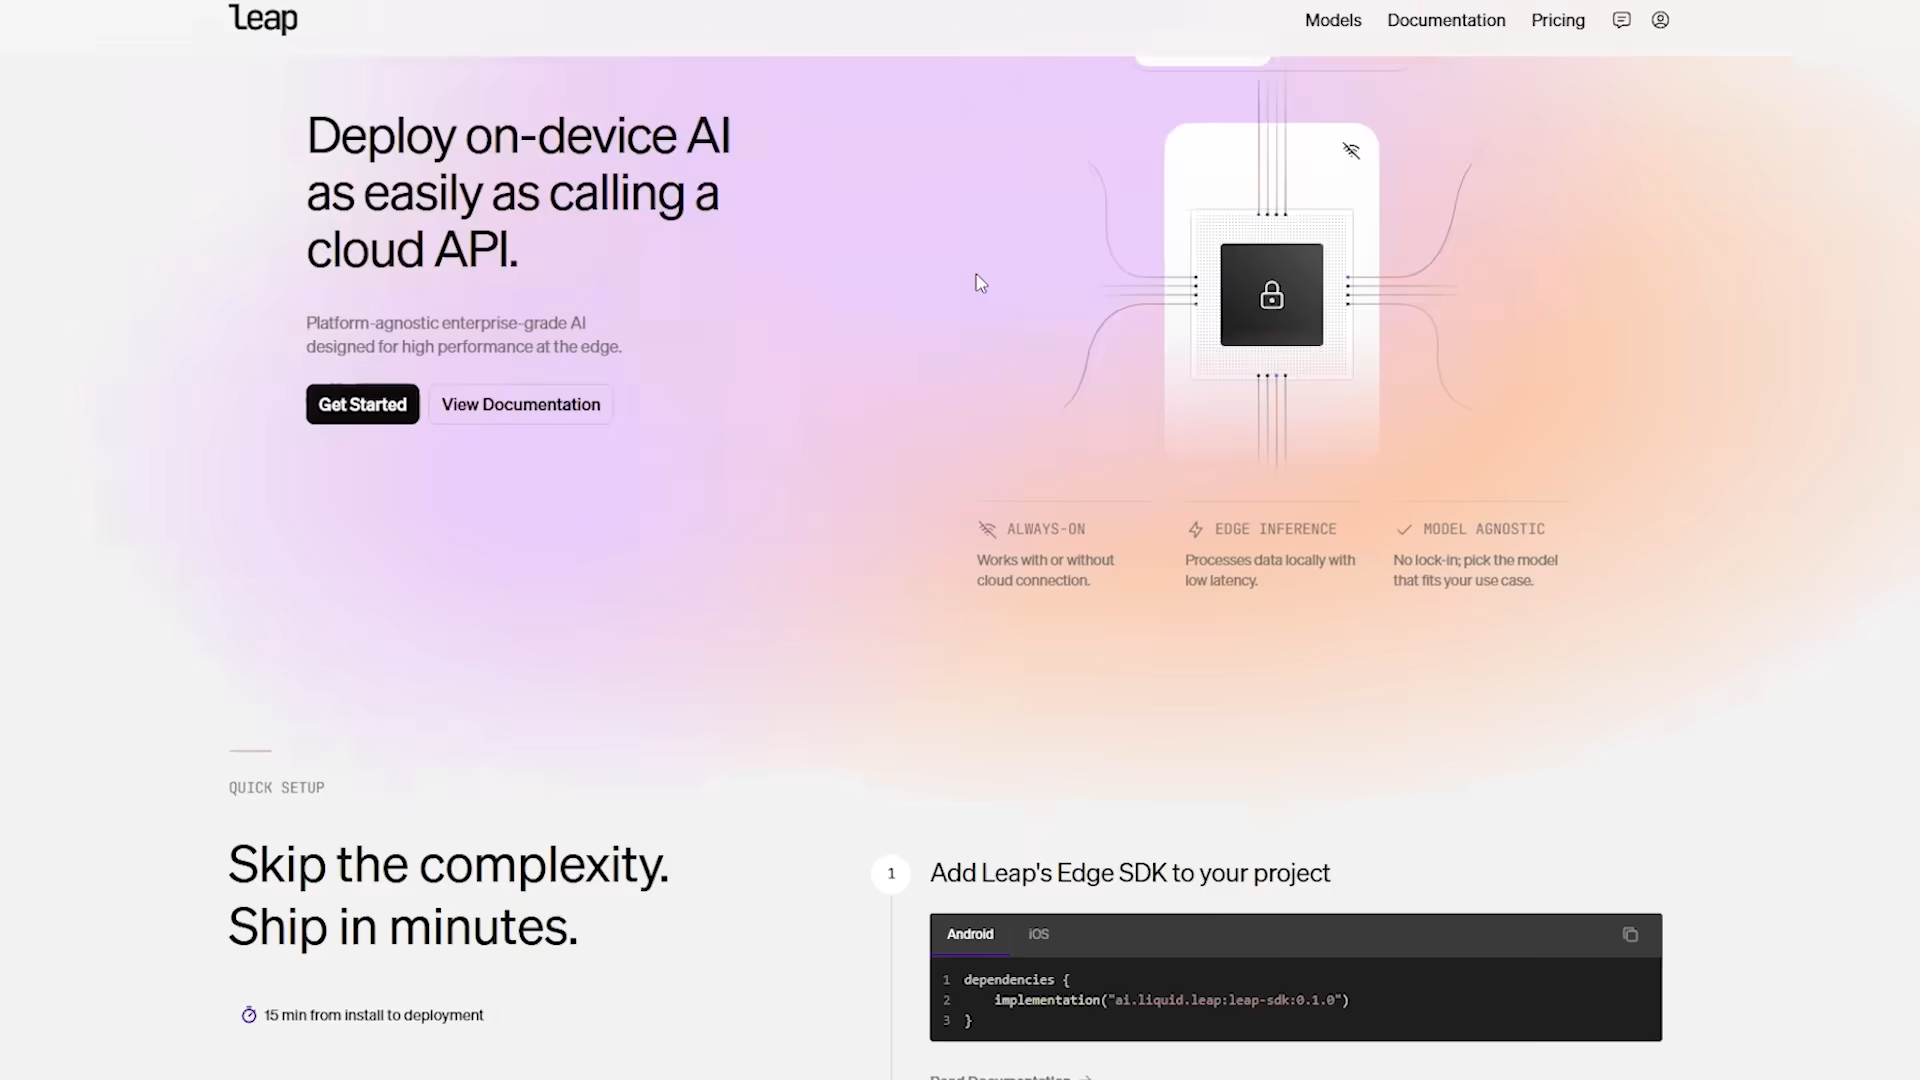 leap
Models
Documentation
Pricing
Deploy on-device AI
as easily as calling a
cloud API.
Platform-agnostic enterprise-grade AI
designed for high performance at the edge.
Get Started
View Documentation
ALWAYS-ON
Works with or without
cloud connection.
EDGE INFERENCE
Processes data locally with
low latency.
MODEL AGNOSTIC
No lock-in; pick the model
that fits your use case.
QUICK SETUP
Skip the complexity.
Ship in minutes.
15 min from install to deployment
1
Add Leap's Edge SDK to your project
Android
iOS
1 dependencies {
2 implementation("ai.liquid.leap:leap-sdk:0.1.0")
3 }